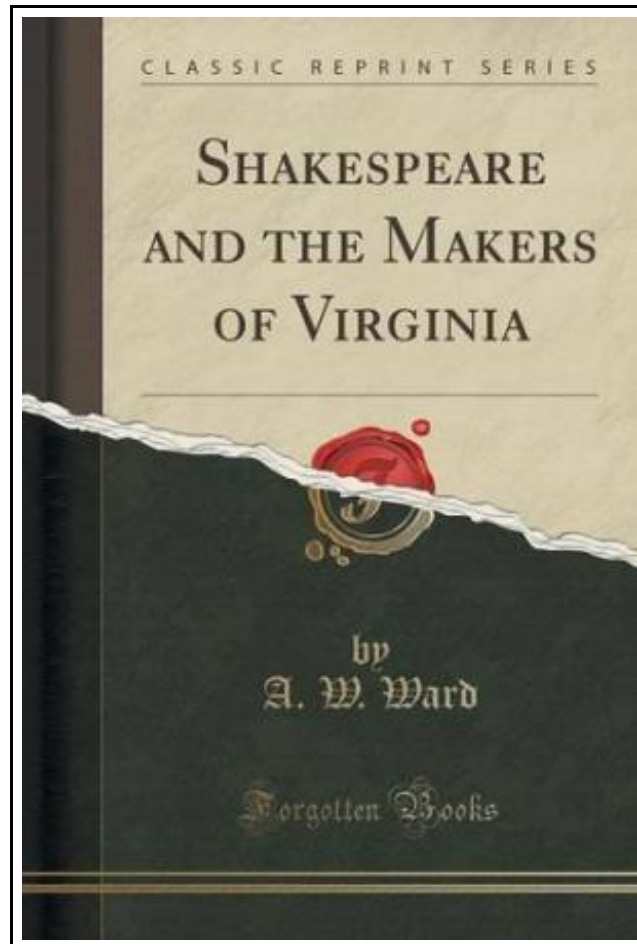 CLASSIC REPRINT SERIES
SHAKESPEARE
AND THE MAKERS
OF VIRGINIA
F
by
A. W. Ward
Forgotten Books